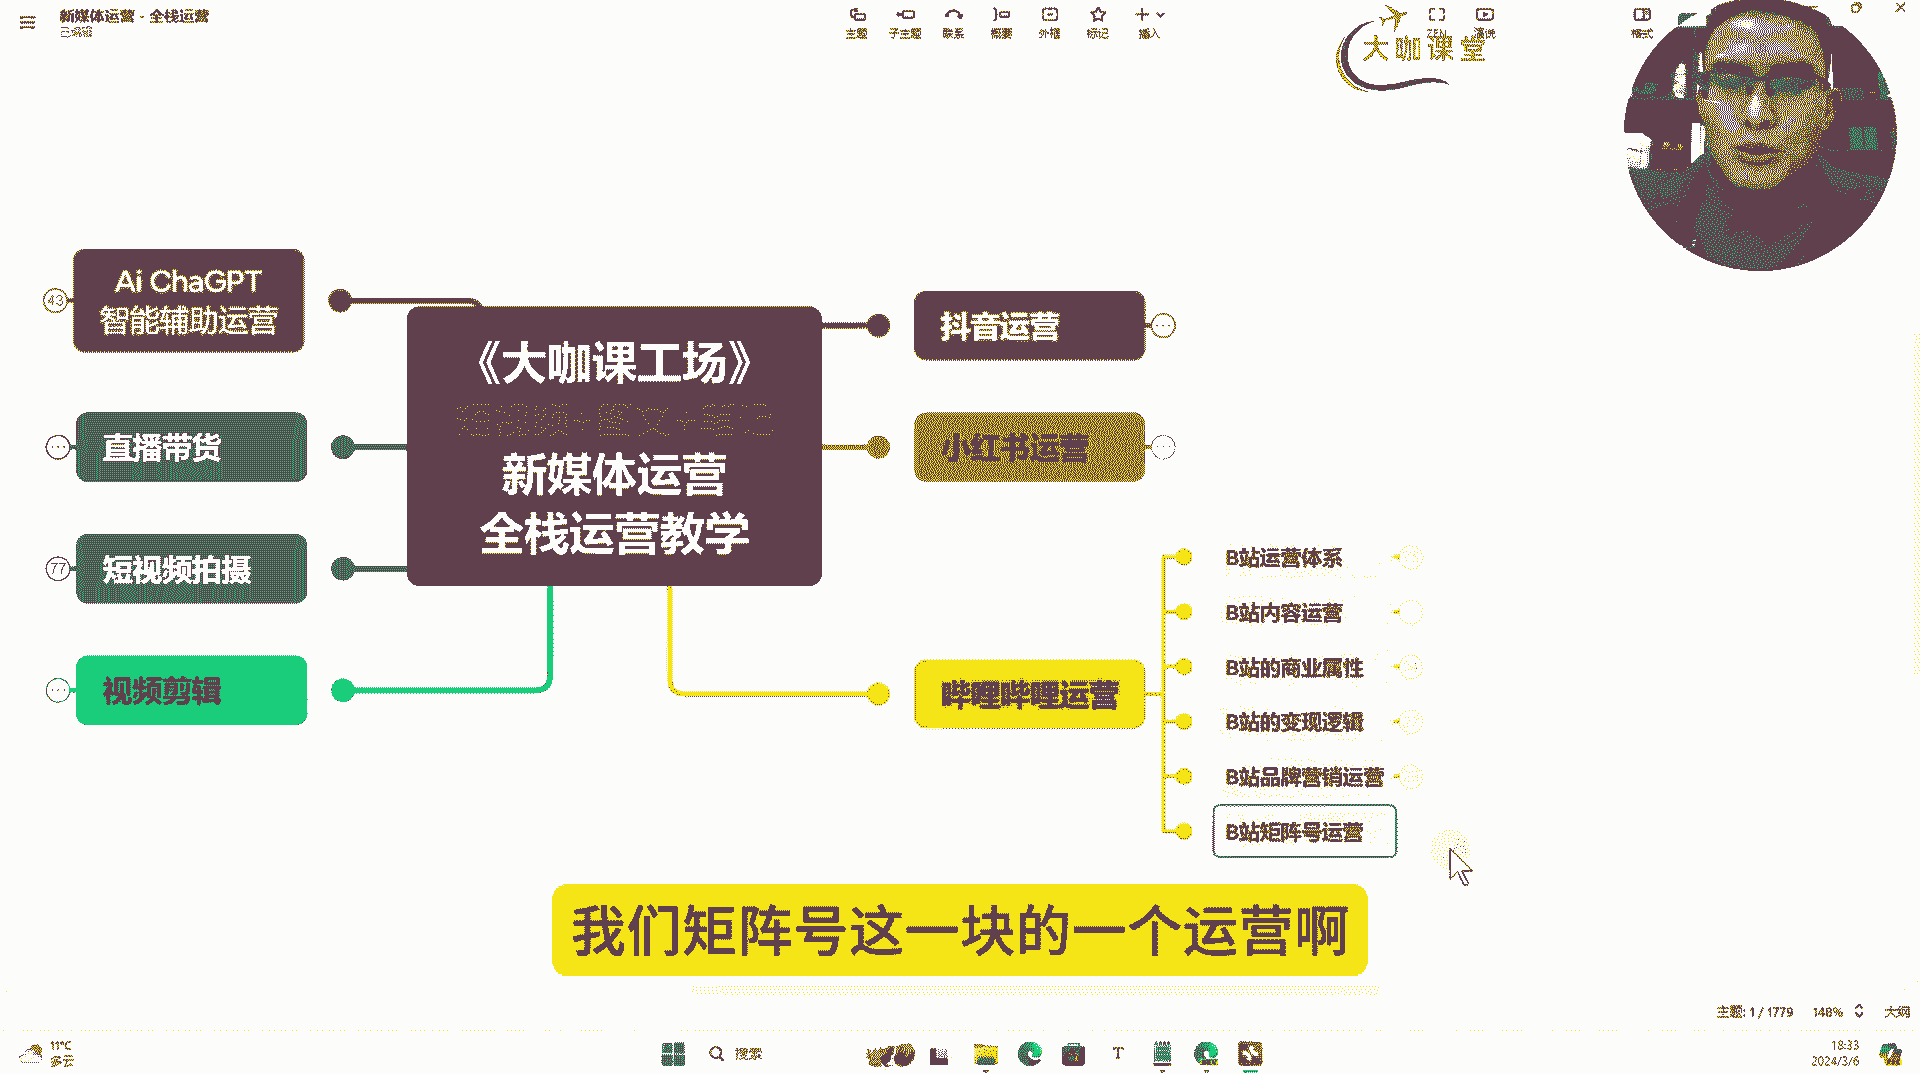 新媒体运营 - 全栈运营
已编辑
主题
子主题
联系
概要
外框
标记
插入
ZEN
演说
格式
大咖课堂
43
Ai ChaGPT
智能辅助运营
直播带货
77
短视频拍摄
视频剪辑
《大咖课工场》
短视频+图文+笔记
新媒体运营
全栈运营教学
抖音运营
小红书运营
哔哩哔哩运营
B站运营体系
B站内容运营
B站的商业属性
B站的变现逻辑
B站品牌营销运营
B站矩阵号运营
我们矩阵号这一块的一个运营啊
主题: 1 / 1779
148%
大纲
11°C
多云
搜索
18:33
2024/3/6